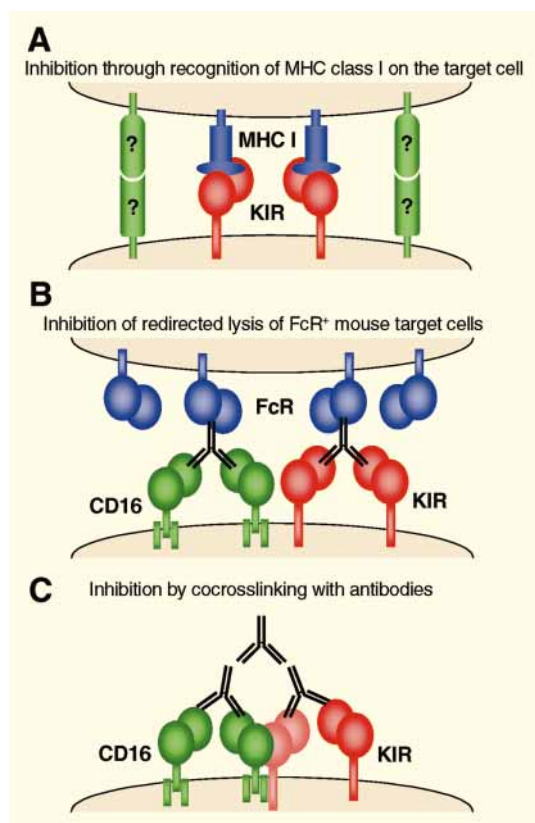 A
Inhibition through recognition of MHC class I on the target cell
? ?
MHC I
? ?
KIR
B
Inhibition of redirected lysis of FcR⁺ mouse target cells
FcR
CD16
KIR
C
Inhibition by cocrosslinking with antibodies
CD16
KIR